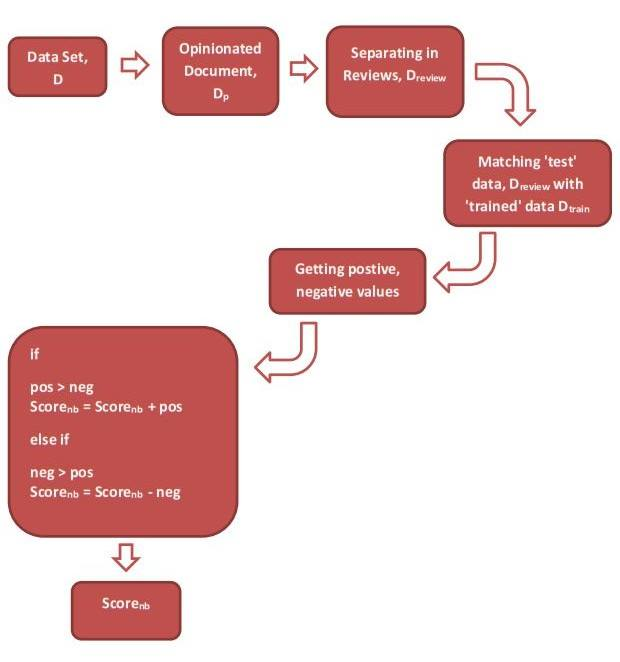 Data Set,
D
Opinionated
Document,
Dp
Separating in
Reviews, Dreview
Matching 'test'
data, Dreview with
'trained' data Dtrain
Getting postive,
negative values
if
pos > neg
Scorenb = Scorenb + pos
else if
neg > pos
Scorenb = Scorenb - neg
Scorenb